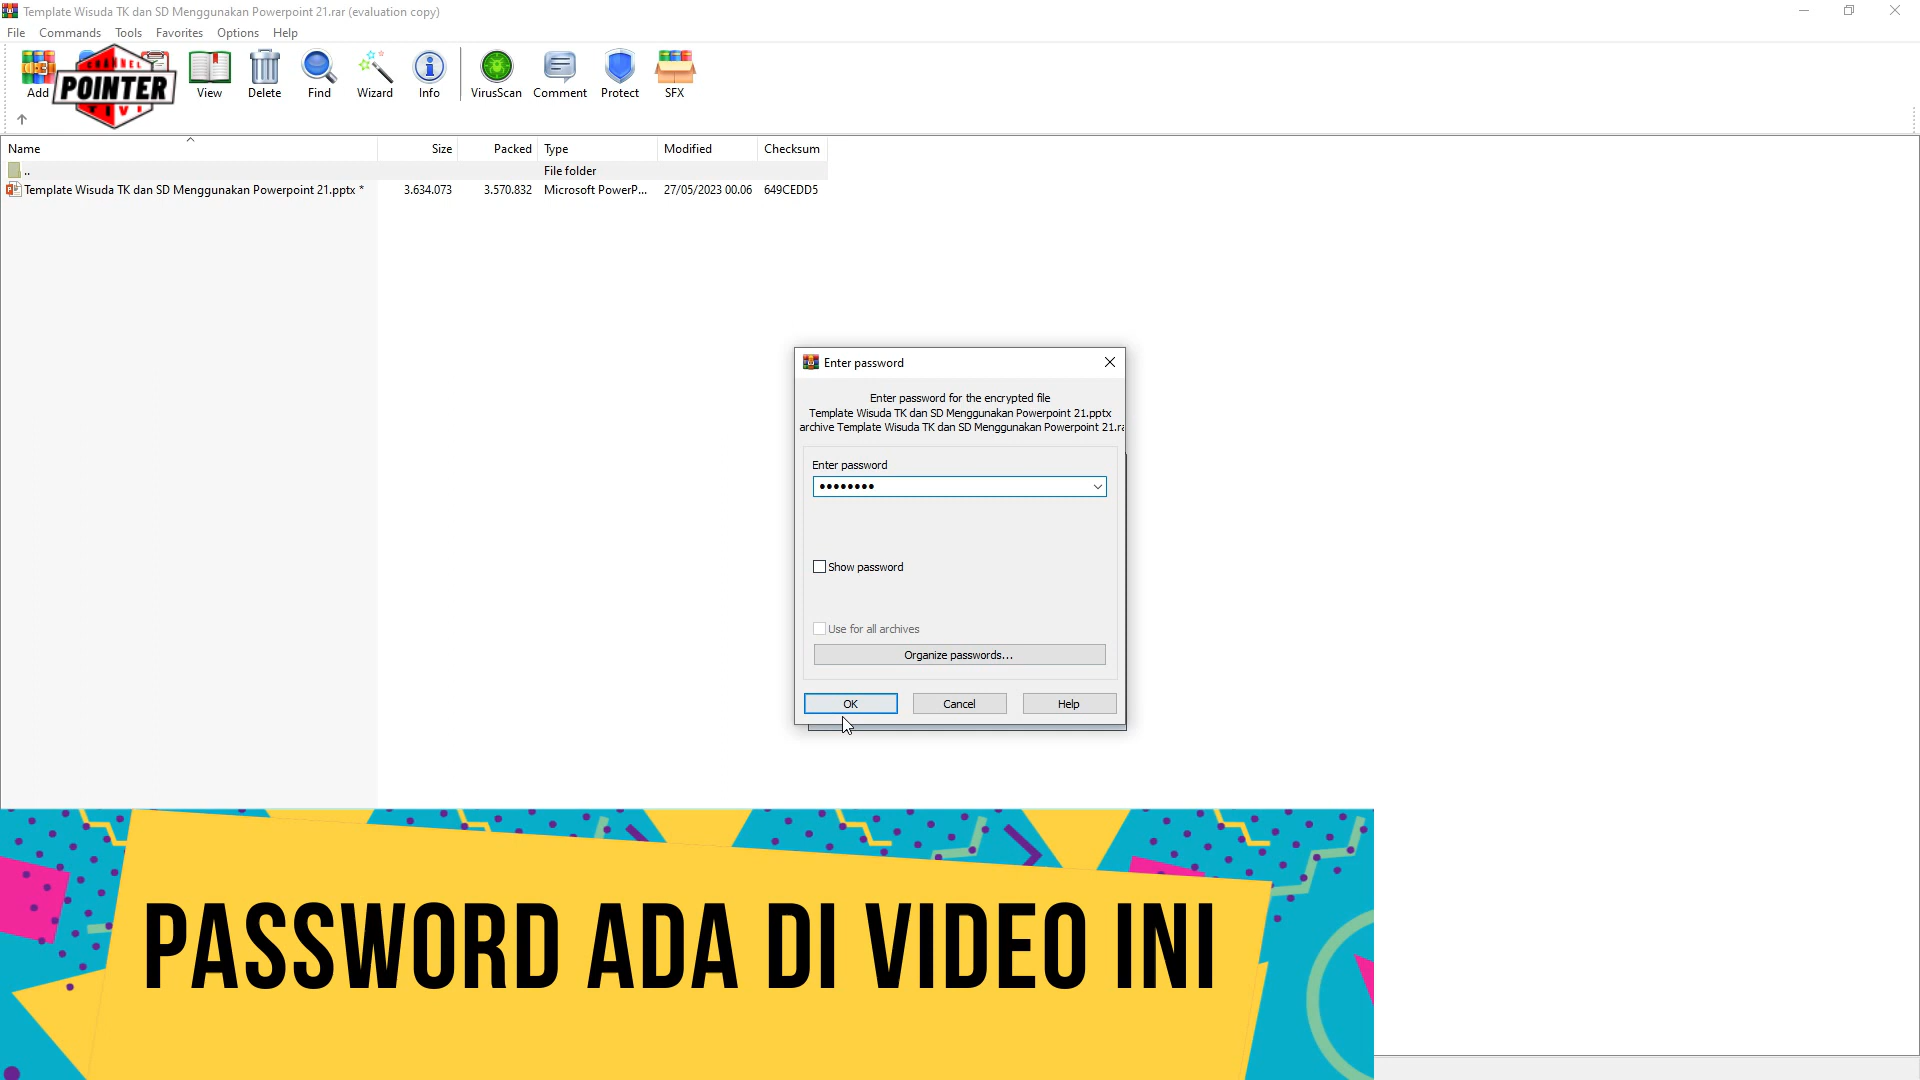 Template Wisuda TK dan SD Menggunakan Powerpoint 21.rar (evaluation copy)
File Commands Tools Favorites Options Help
CHANNEL
POINTER
TIVI
Add View Delete Find Wizard Info VirusScan Comment Protect SFX
Name Size Packed Type Modified Checksum
.. File folder
Template Wisuda TK dan SD Menggunakan Powerpoint 21.pptx * 3.634.073 3.570.832 Microsoft PowerP... 27/05/2023 00.06 649CEDD5
Enter password
Enter password for the encrypted file
Template Wisuda TK dan SD Menggunakan Powerpoint 21.pptx
archive Template Wisuda TK dan SD Menggunakan Powerpoint 21.ra
Enter password
••••••••
Show password
Use for all archives
Organize passwords...
OK Cancel Help
PASSWORD ADA DI VIDEO INI